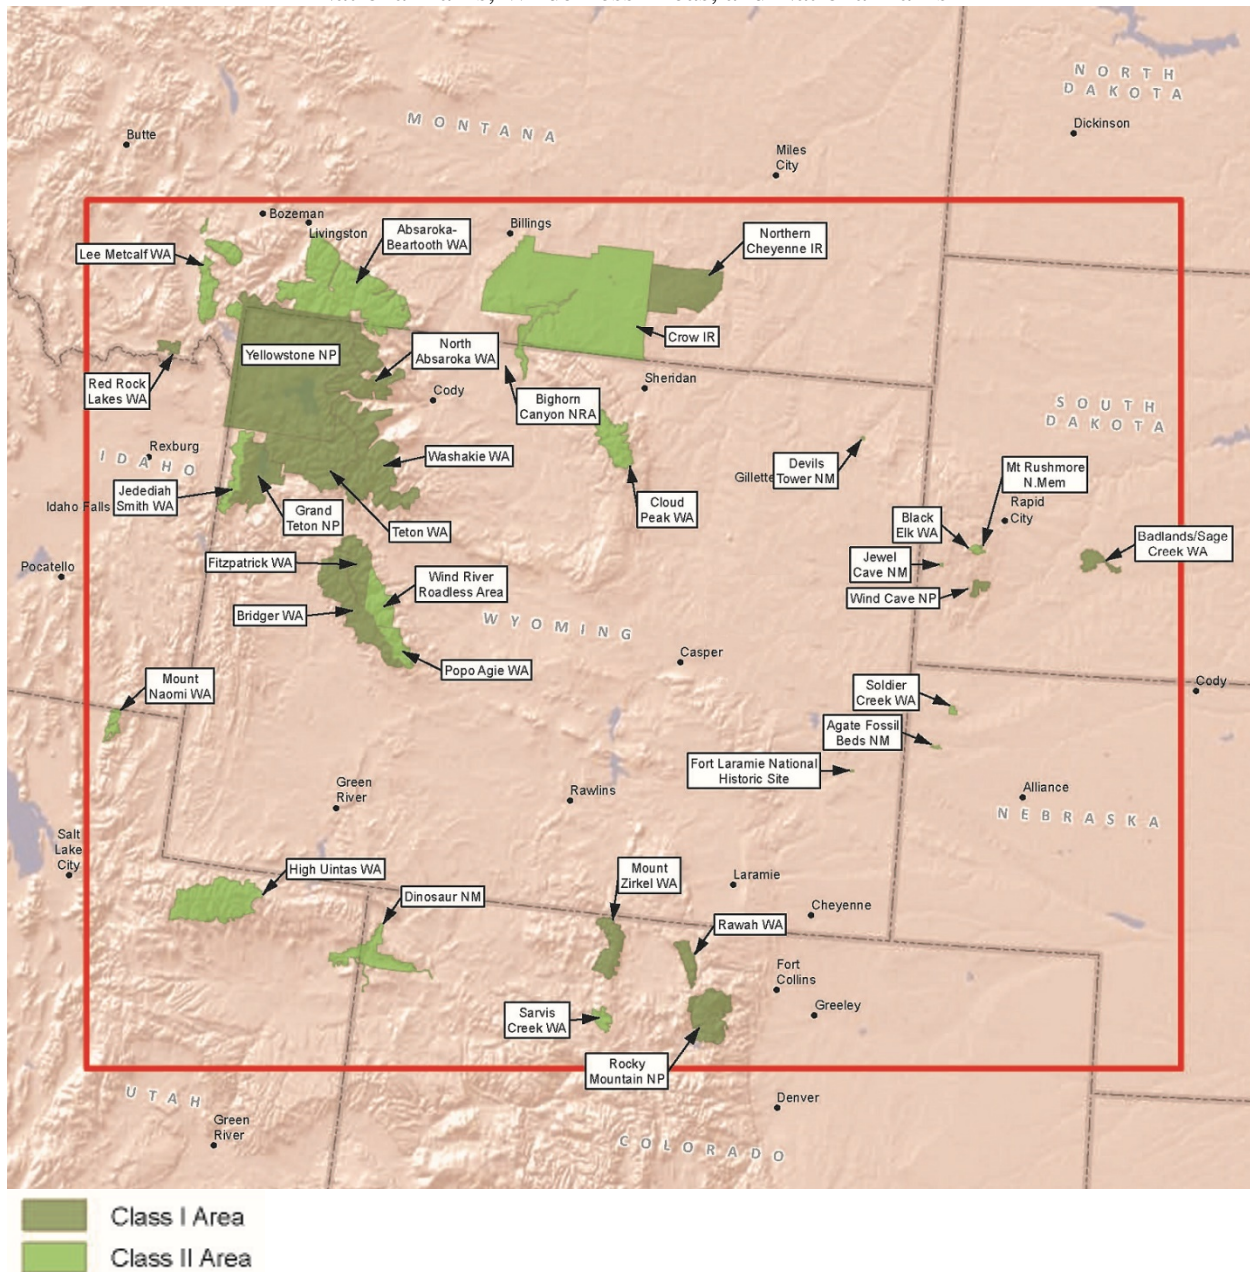 MONTANA
NORTH
DAKOTA
Butte
Dickinson
Miles
City
Bozeman
Livingston
Absaroka-
Beartooth WA
Billings
Northern
Cheyenne IR
Lee Metcalf WA
Crow IR
Yellowstone NP
North
Absaroka WA
Red Rock
Lakes WA
Cody
Bighorn
Canyon NRA
Sheridan
SOUTH
DAKOTA
Rexburg
IDAHO
Washakie WA
Gillette
Devils
Tower NM
Mt Rushmore
N.Mem
Jedediah
Smith WA
Idaho Falls
Grand
Teton NP
Teton WA
Cloud
Peak WA
Rapid
City
Black
Elk WA
Badlands/Sage
Creek WA
Jewel
Cave NM
Wind Cave NP
Pocatello
Fitzpatrick WA
Wind River
Roadless Area
Bridger WA
WYOMING
Casper
Popo Agie WA
Mount
Naomi WA
Cody
Soldier
Creek WA
Agate Fossil
Beds NM
Fort Laramie National
Historic Site
Green
River
Rawlins
Alliance
NEBRASKA
Salt
Lake
City
High Uintas WA
Dinosaur NM
Mount
Zirkel WA
Laramie
Cheyenne
Rawah WA
Fort
Collins
Greeley
Sarvis
Creek WA
Rocky
Mountain NP
UTAH
Green
River
Denver
COLORADO
Class I Area
Class II Area